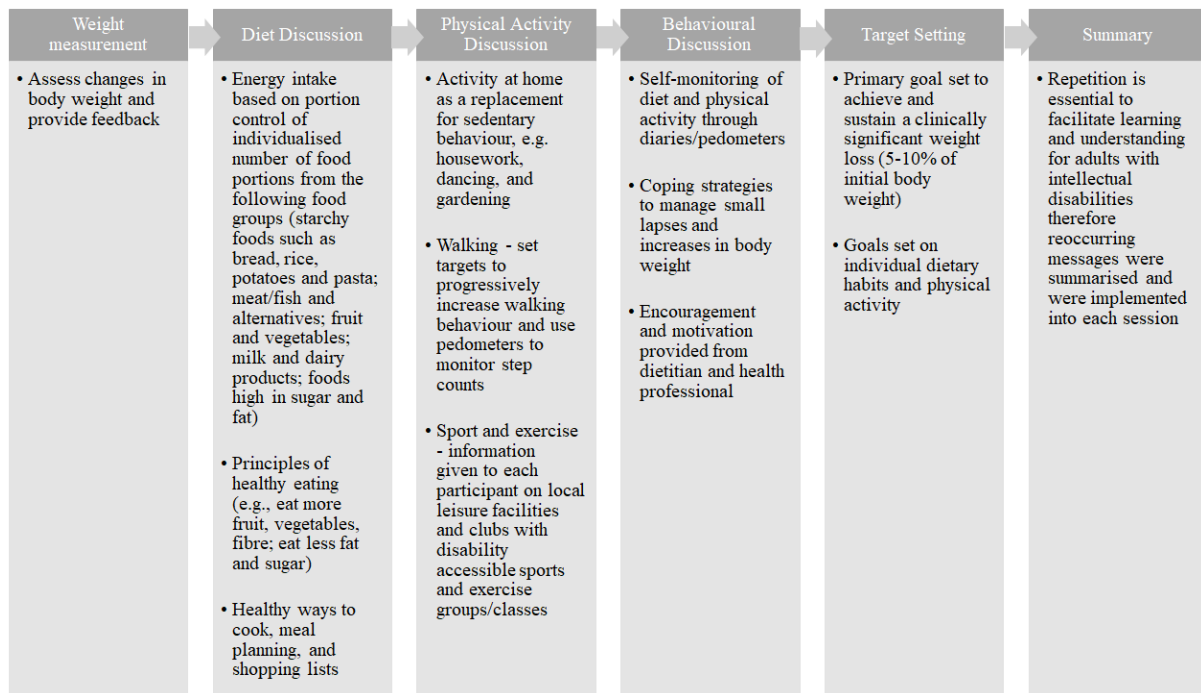 Weight
measurement
• Assess changes in
body weight and
provide feedback
Diet Discussion
• Energy intake
based on portion
control of
individualised
number of food
portions from the
following food
groups (starchy
foods such as
bread, rice,
potatoes and pasta;
meat/fish and
alternatives; fruit
and vegetables;
milk and dairy
products; foods
high in sugar and
fat)
• Principles of
healthy eating
(e.g., eat more
fruit, vegetables,
fibre; eat less fat
and sugar)
• Healthy ways to
cook, meal
planning, and
shopping lists
Physical Activity
Discussion
• Activity at home
as a replacement
for sedentary
behaviour, e.g.
housework,
dancing, and
gardening
• Walking - set
targets to
progressively
increase walking
behaviour and use
pedometers to
monitor step
counts
• Sport and exercise
- information
given to each
participant on local
leisure facilities
and clubs with
disability
accessible sports
and exercise
groups/classes
Behavioural
Discussion
• Self-monitoring of
diet and physical
activity through
diaries/pedometers
• Coping strategies
to manage small
lapses and
increases in body
weight
• Encouragement
and motivation
provided from
dietitian and health
professional
Target Setting
• Primary goal set to
achieve and
sustain a clinically
significant weight
loss (5-10% of
initial body
weight)
• Goals set on
individual dietary
habits and physical
activity
Summary
• Repetition is
essential to
facilitate learning
and understanding
for adults with
intellectual
disabilities
therefore
reoccurring
messages were
summarised and
were implemented
into each session